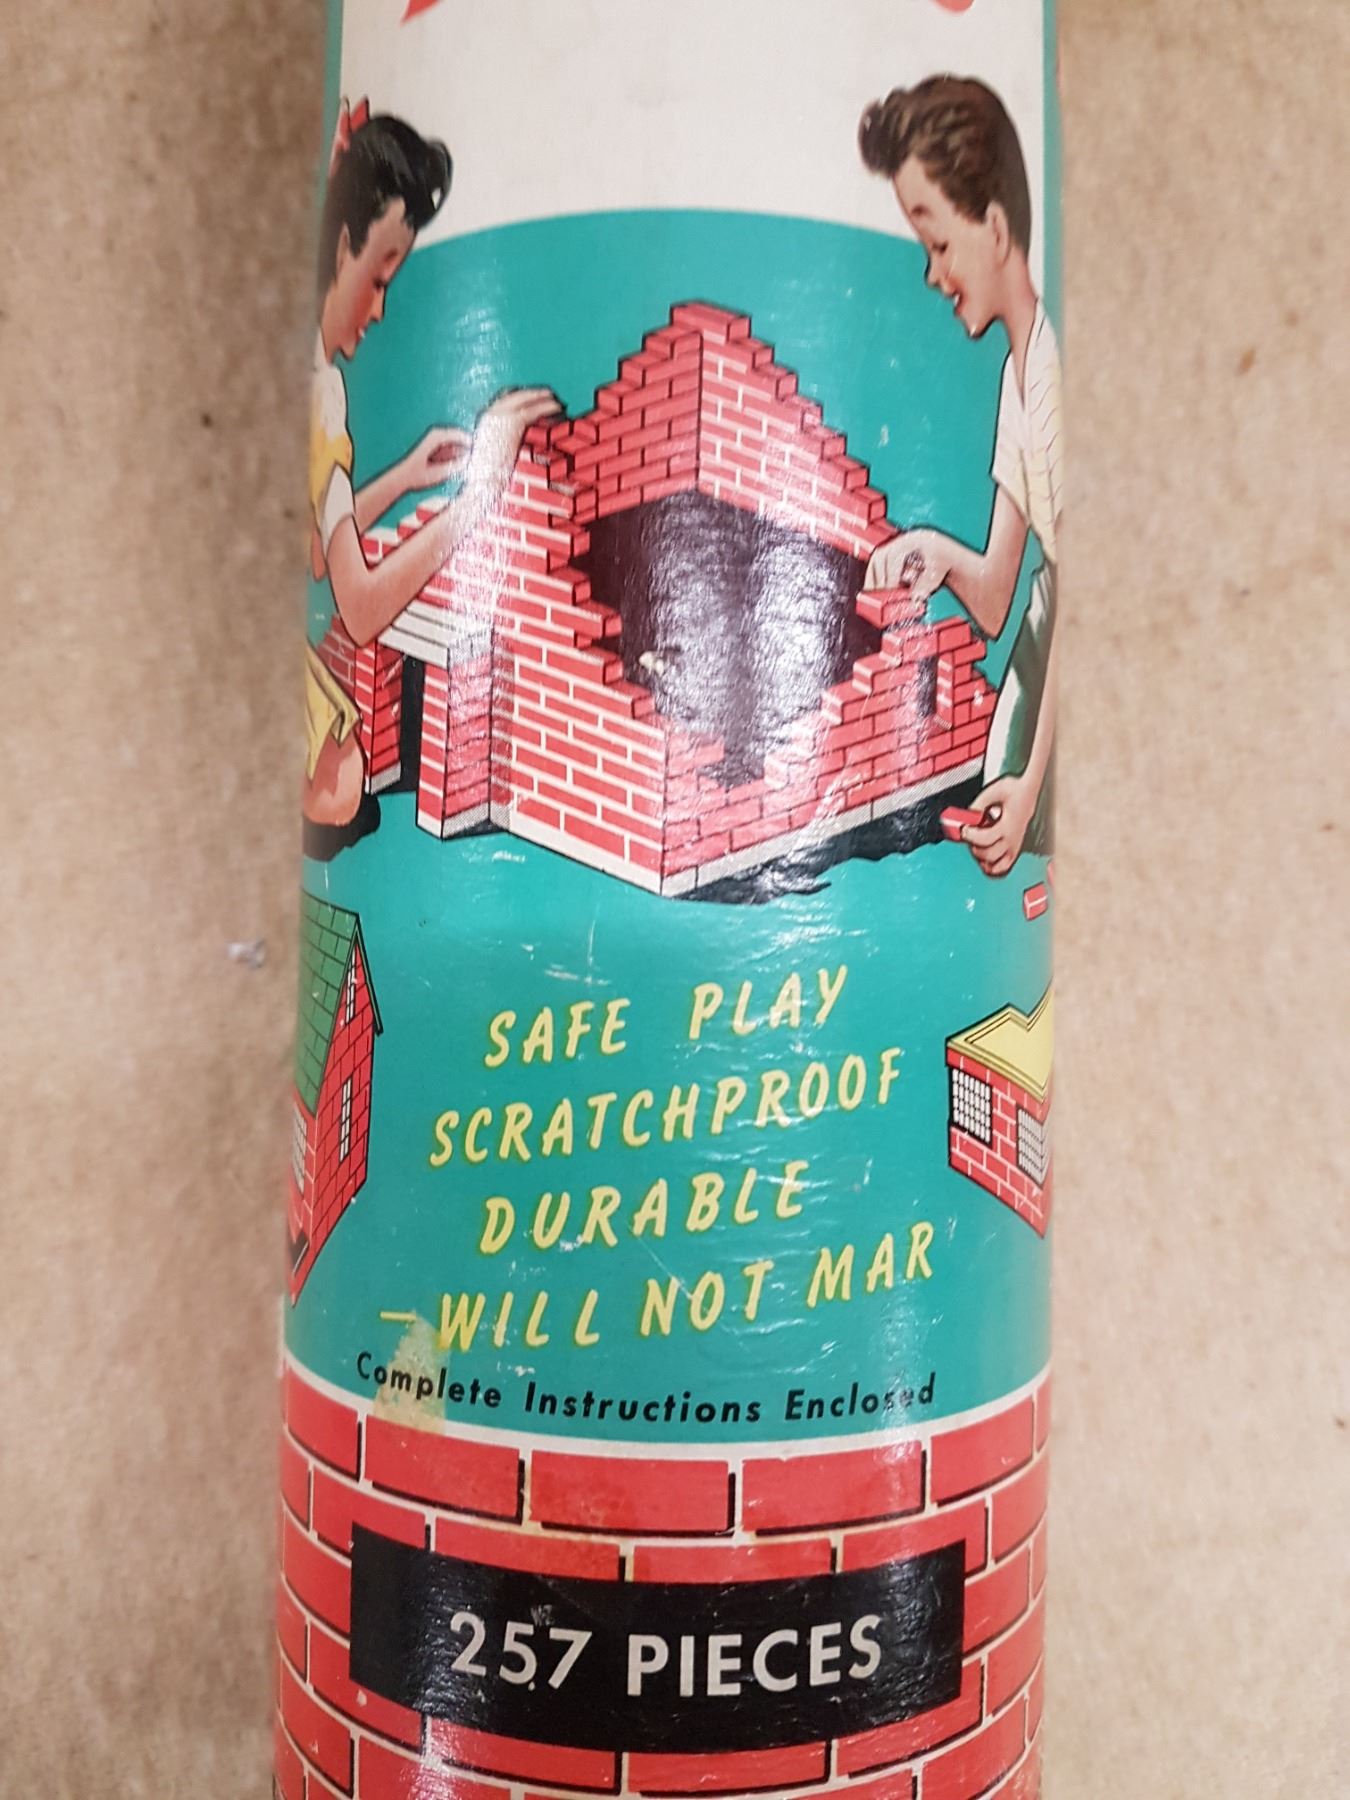 SAFE PLAY
SCRATCHPROOF
DURABLE
— WILL NOT MAR
Complete Instructions Enclosed
257 PIECES